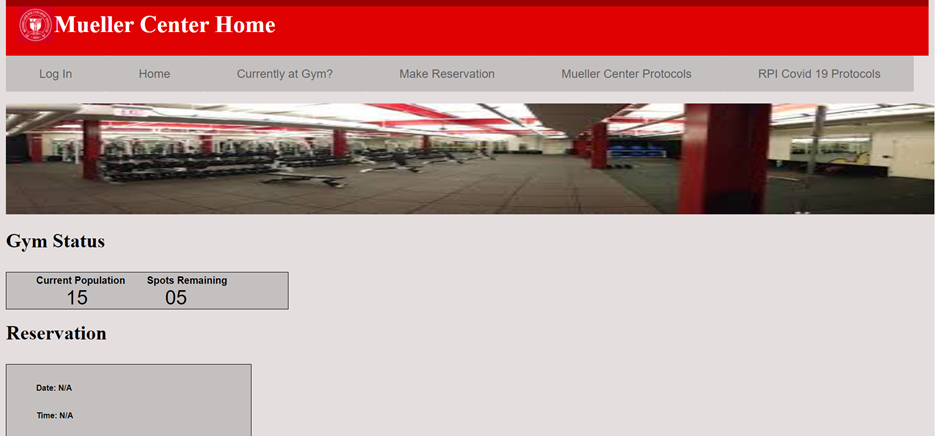 Mueller Center Home
Log In Home Currently at Gym? Make Reservation Mueller Center Protocols RPI Covid 19 Protocols
EXIT
Gym Status
Current Population Spots Remaining
15 05
Reservation
Date: N/A
Time: N/A